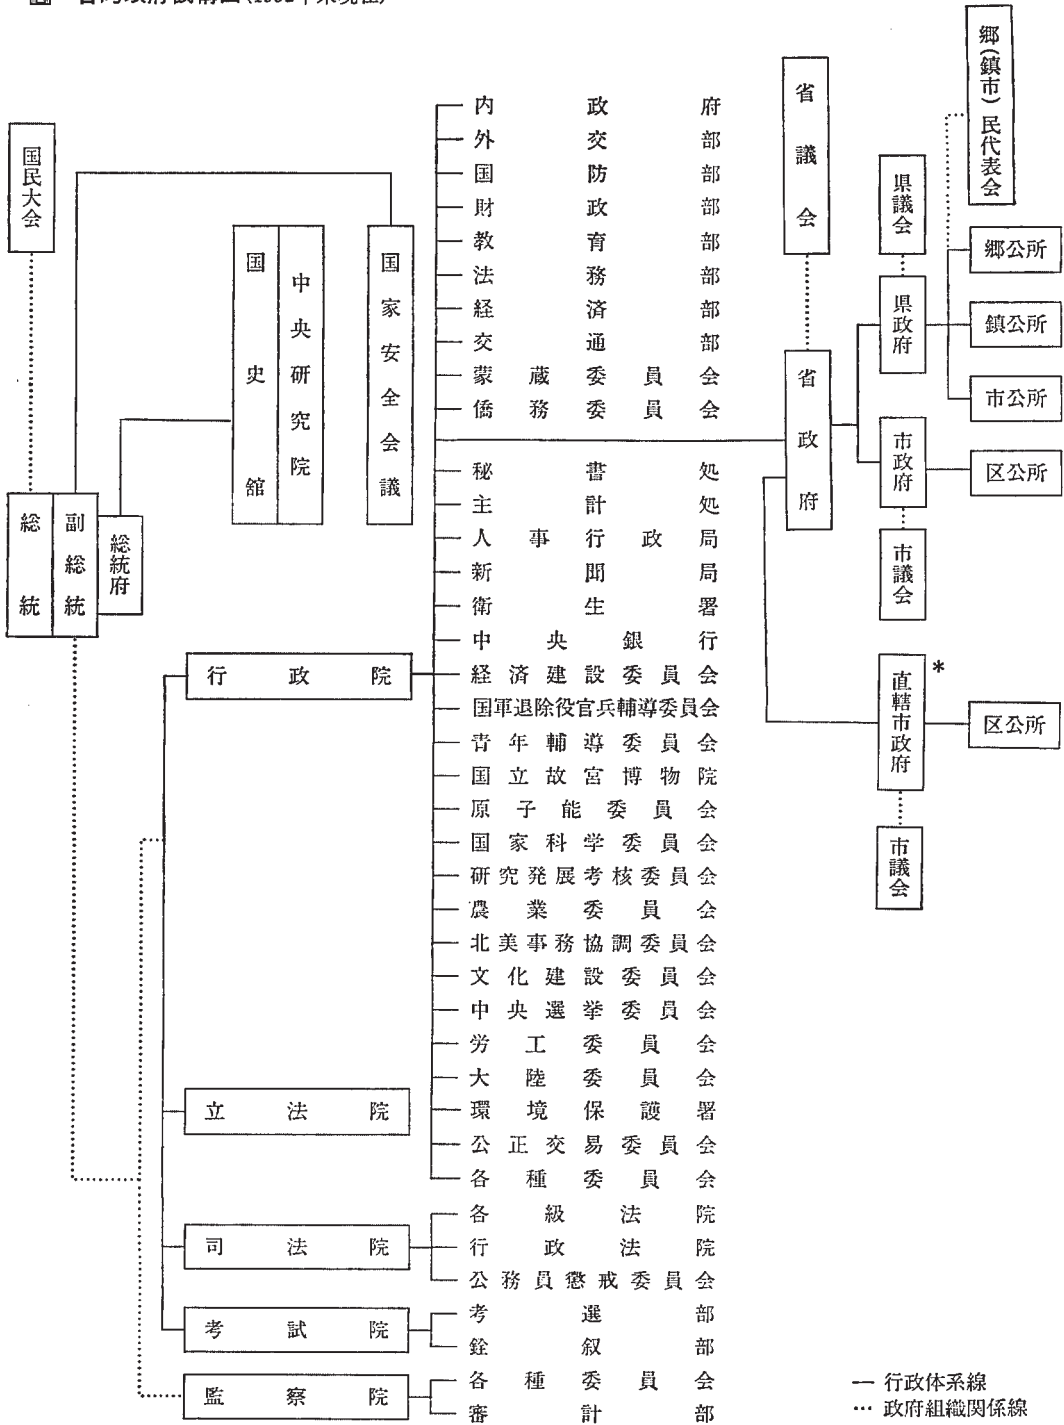 国民大会
総統
副総統
総統府
国史館
中央研究院
国家安全会議
行政院
立法院
司法院
考試院
監察院
内政府
外交部
国防部
財政部
教育部
法務部
経済部
交通部
蒙蔵委員会
僑務委員会
秘書処
主計処
人事行政局
新聞局
衛生署
中央銀行
経済建設委員会
国軍退除役官兵輔導委員会
青年輔導委員会
国立故宮博物院
原子能委員会
国家科学委員会
研究発展考核委員会
農業委員会
北美事務協調委員会
文化建設委員会
中央選挙委員会
労工委員会
大陸委員会
環境保護署
公正交易委員会
各種委員会
各級法院
行政法院
公務員懲戒委員会
考選部
銓叙部
各種委員会
審計部
省議会
省政府
県議会
県政府
市政府
市議会
直轄市政府
*
市議会
郷(鎮市)民代表会
郷公所
鎮公所
市公所
区公所
区公所
― 行政体系線
… 政府組織関係線